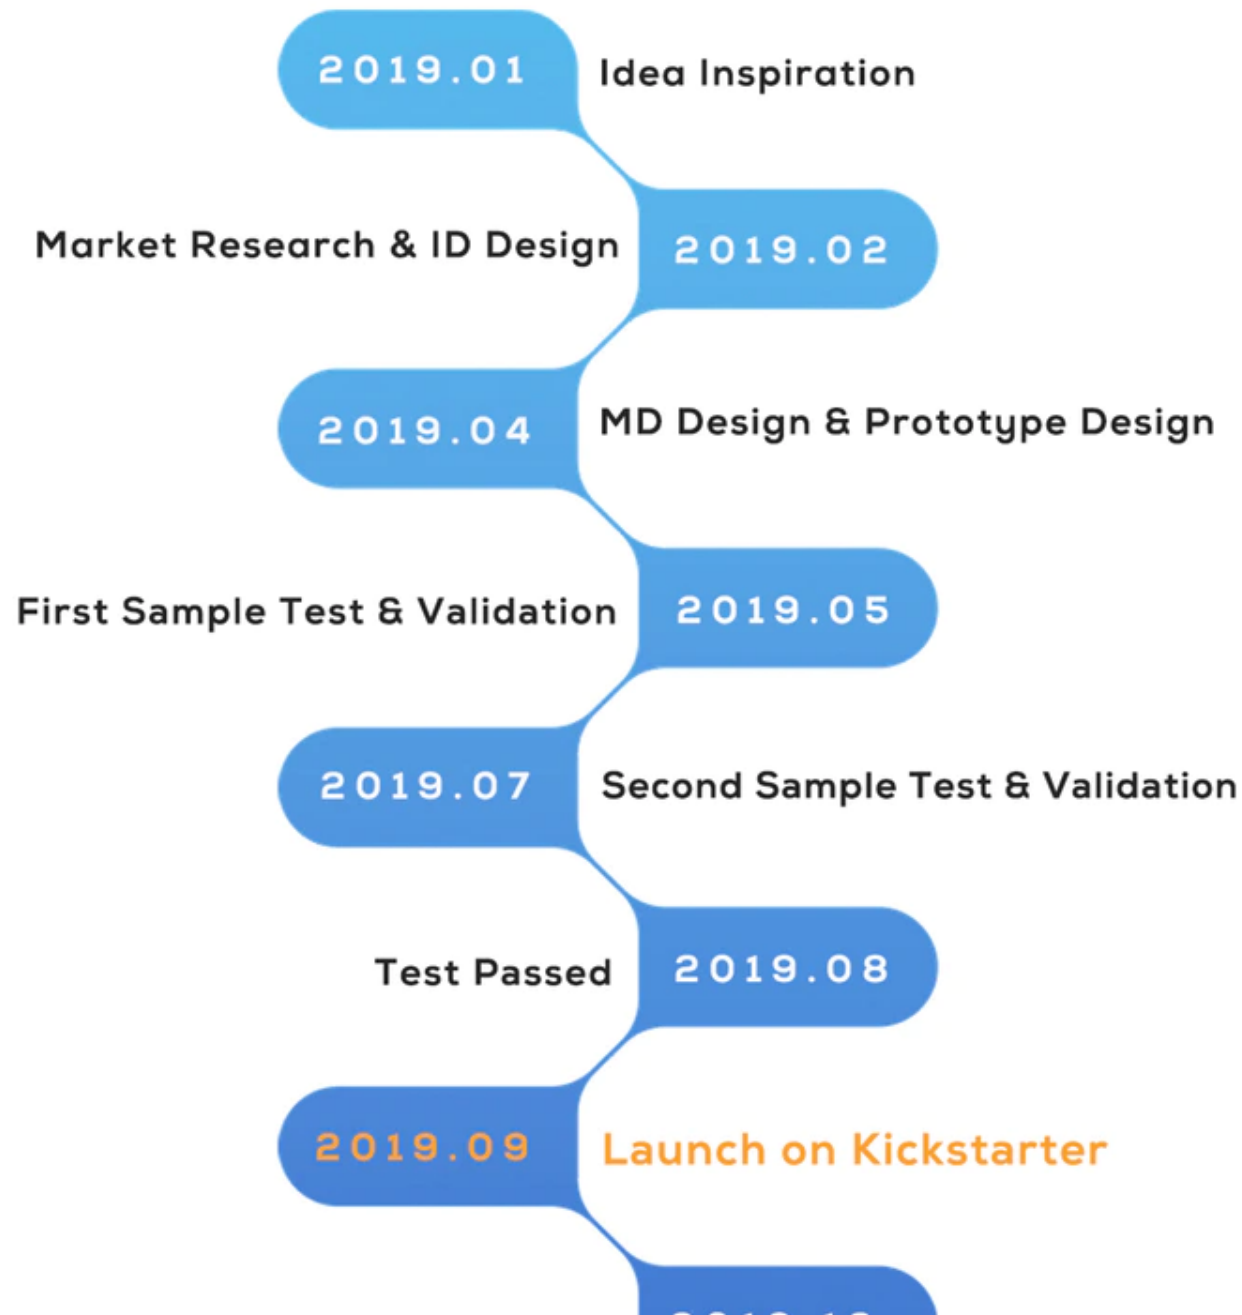 2019.01
Idea Inspiration
Market Research & ID Design
2019.02
2019.04
MD Design & Prototype Design
First Sample Test & Validation
2019.05
2019.07
Second Sample Test & Validation
Test Passed
2019.08
2019.09
Launch on Kickstarter